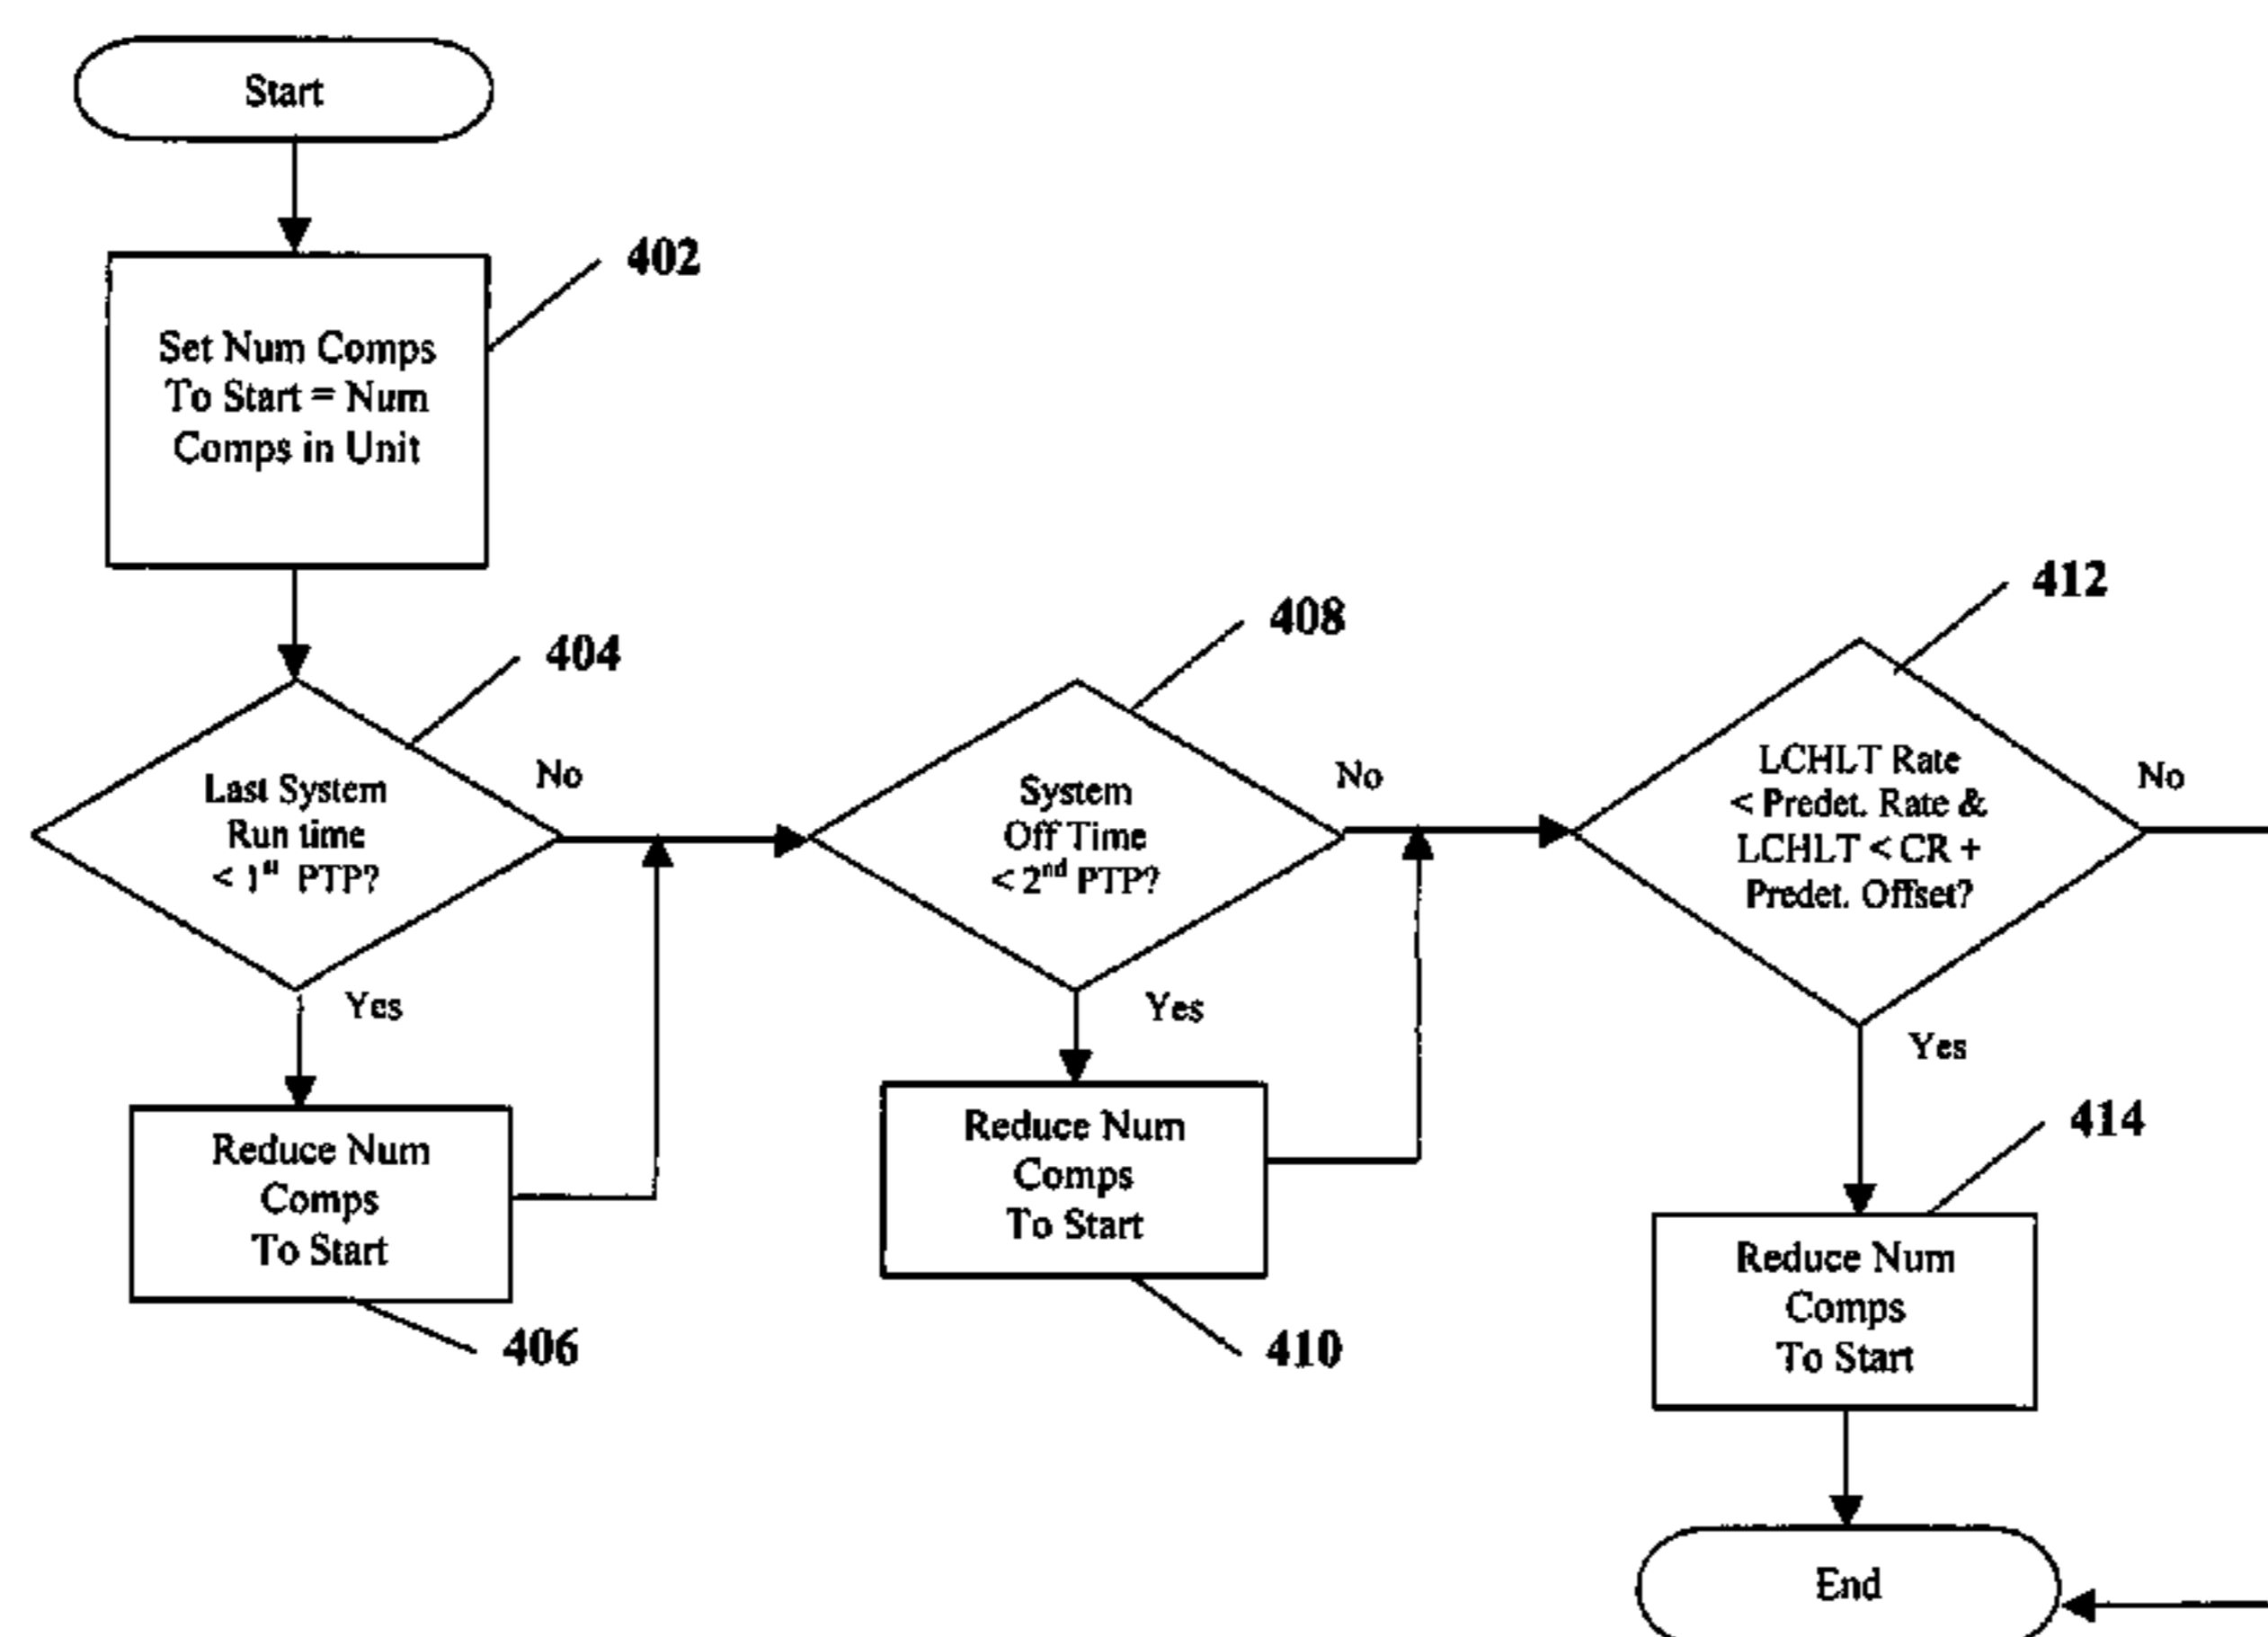 Start
402
Set Num Comps
To Start = Num
Comps in Unit
404
Last System
Run time
< 1st PTP?
No
Yes
Reduce Num
Comps
To Start
406
408
System
Off Time
< 2nd PTP?
No
Yes
Reduce Num
Comps
To Start
410
412
LCHLT Rate
< Predet. Rate &
LCHLT < CR +
Predet. Offset?
No
Yes
414
Reduce Num
Comps
To Start
End